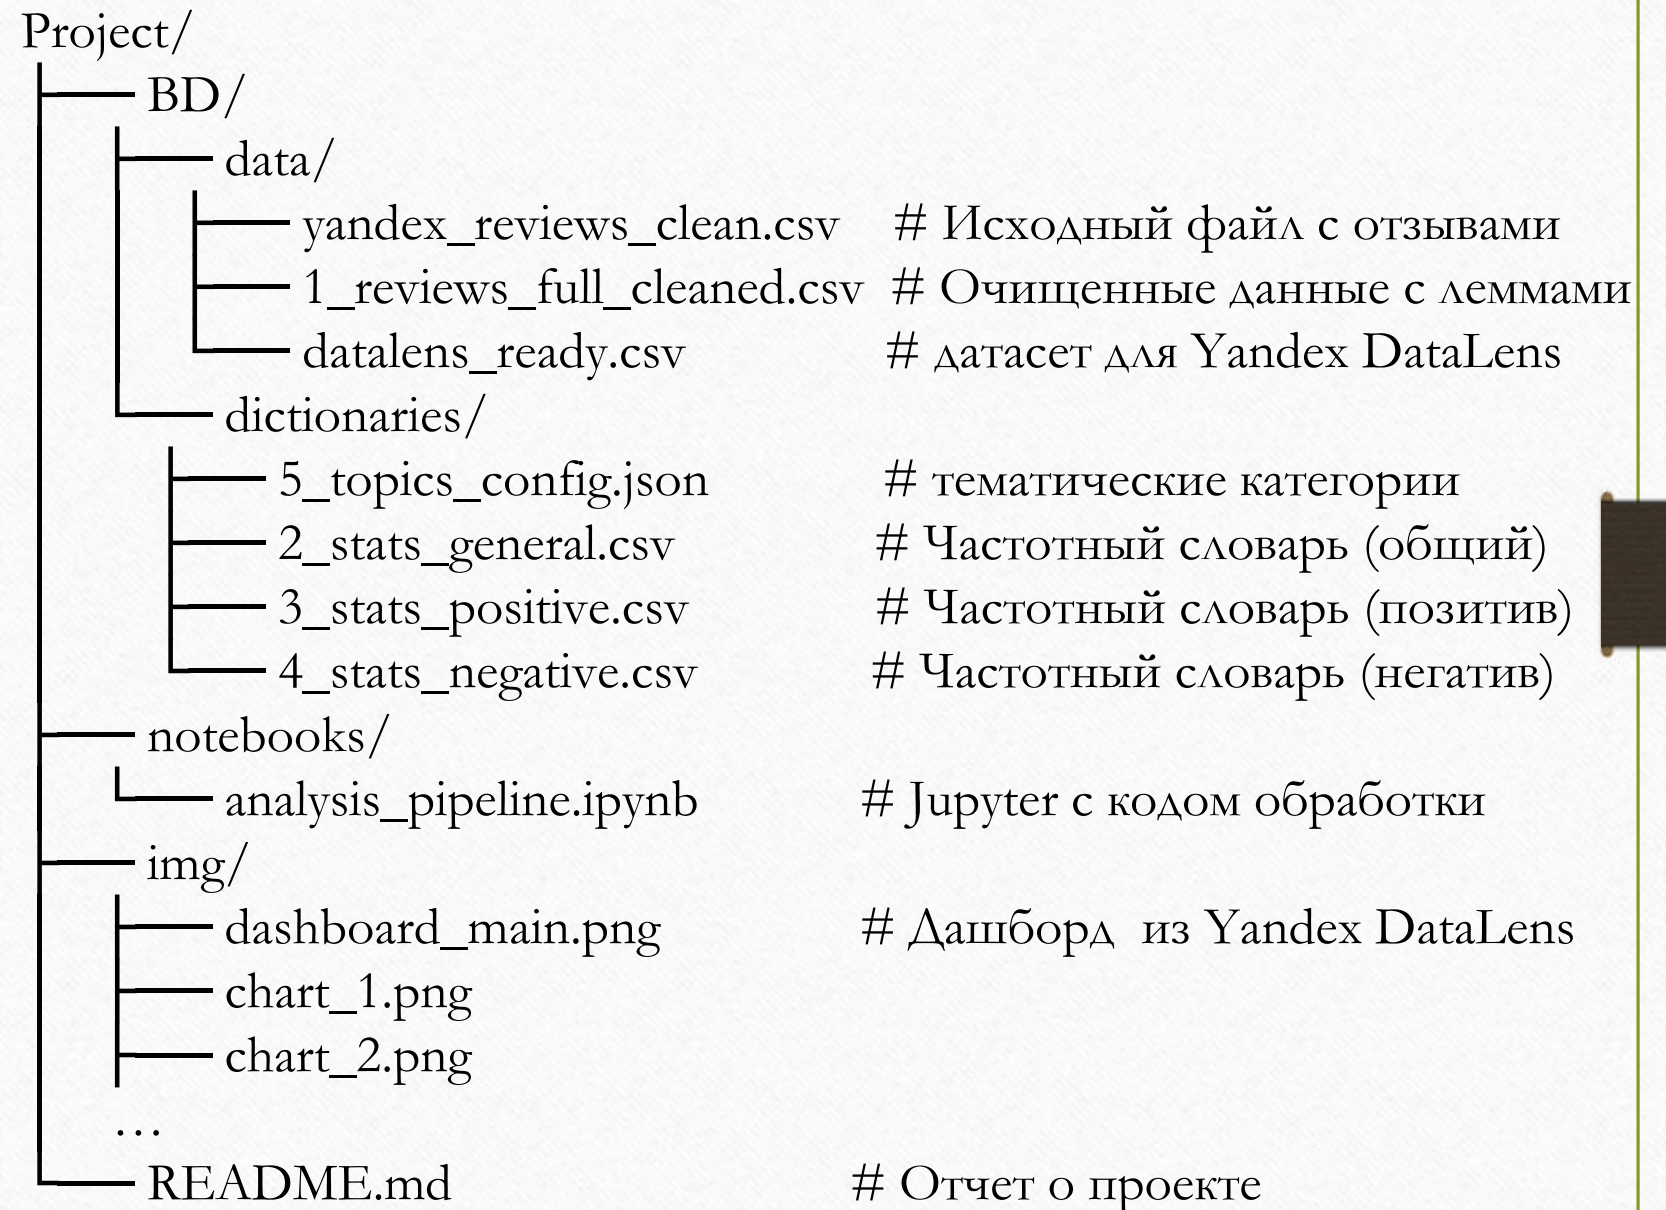 Project/
BD/
data/
yandex_reviews_clean.csv # Исходный файл с отзывами
1_reviews_full_cleaned.csv # Очищенные данные с леммами
datalens_ready.csv # датасет для Yandex DataLens
dictionaries/
5_topics_config.json # тематические категории
2_stats_general.csv # Частотный словарь (общий)
3_stats_positive.csv # Частотный словарь (позитив)
4_stats_negative.csv # Частотный словарь (негатив)
notebooks/
analysis_pipeline.ipynb # Jupyter с кодом обработки
img/
dashboard_main.png # Дашборд из Yandex DataLens
chart_1.png
chart_2.png
…
README.md # Отчет о проекте